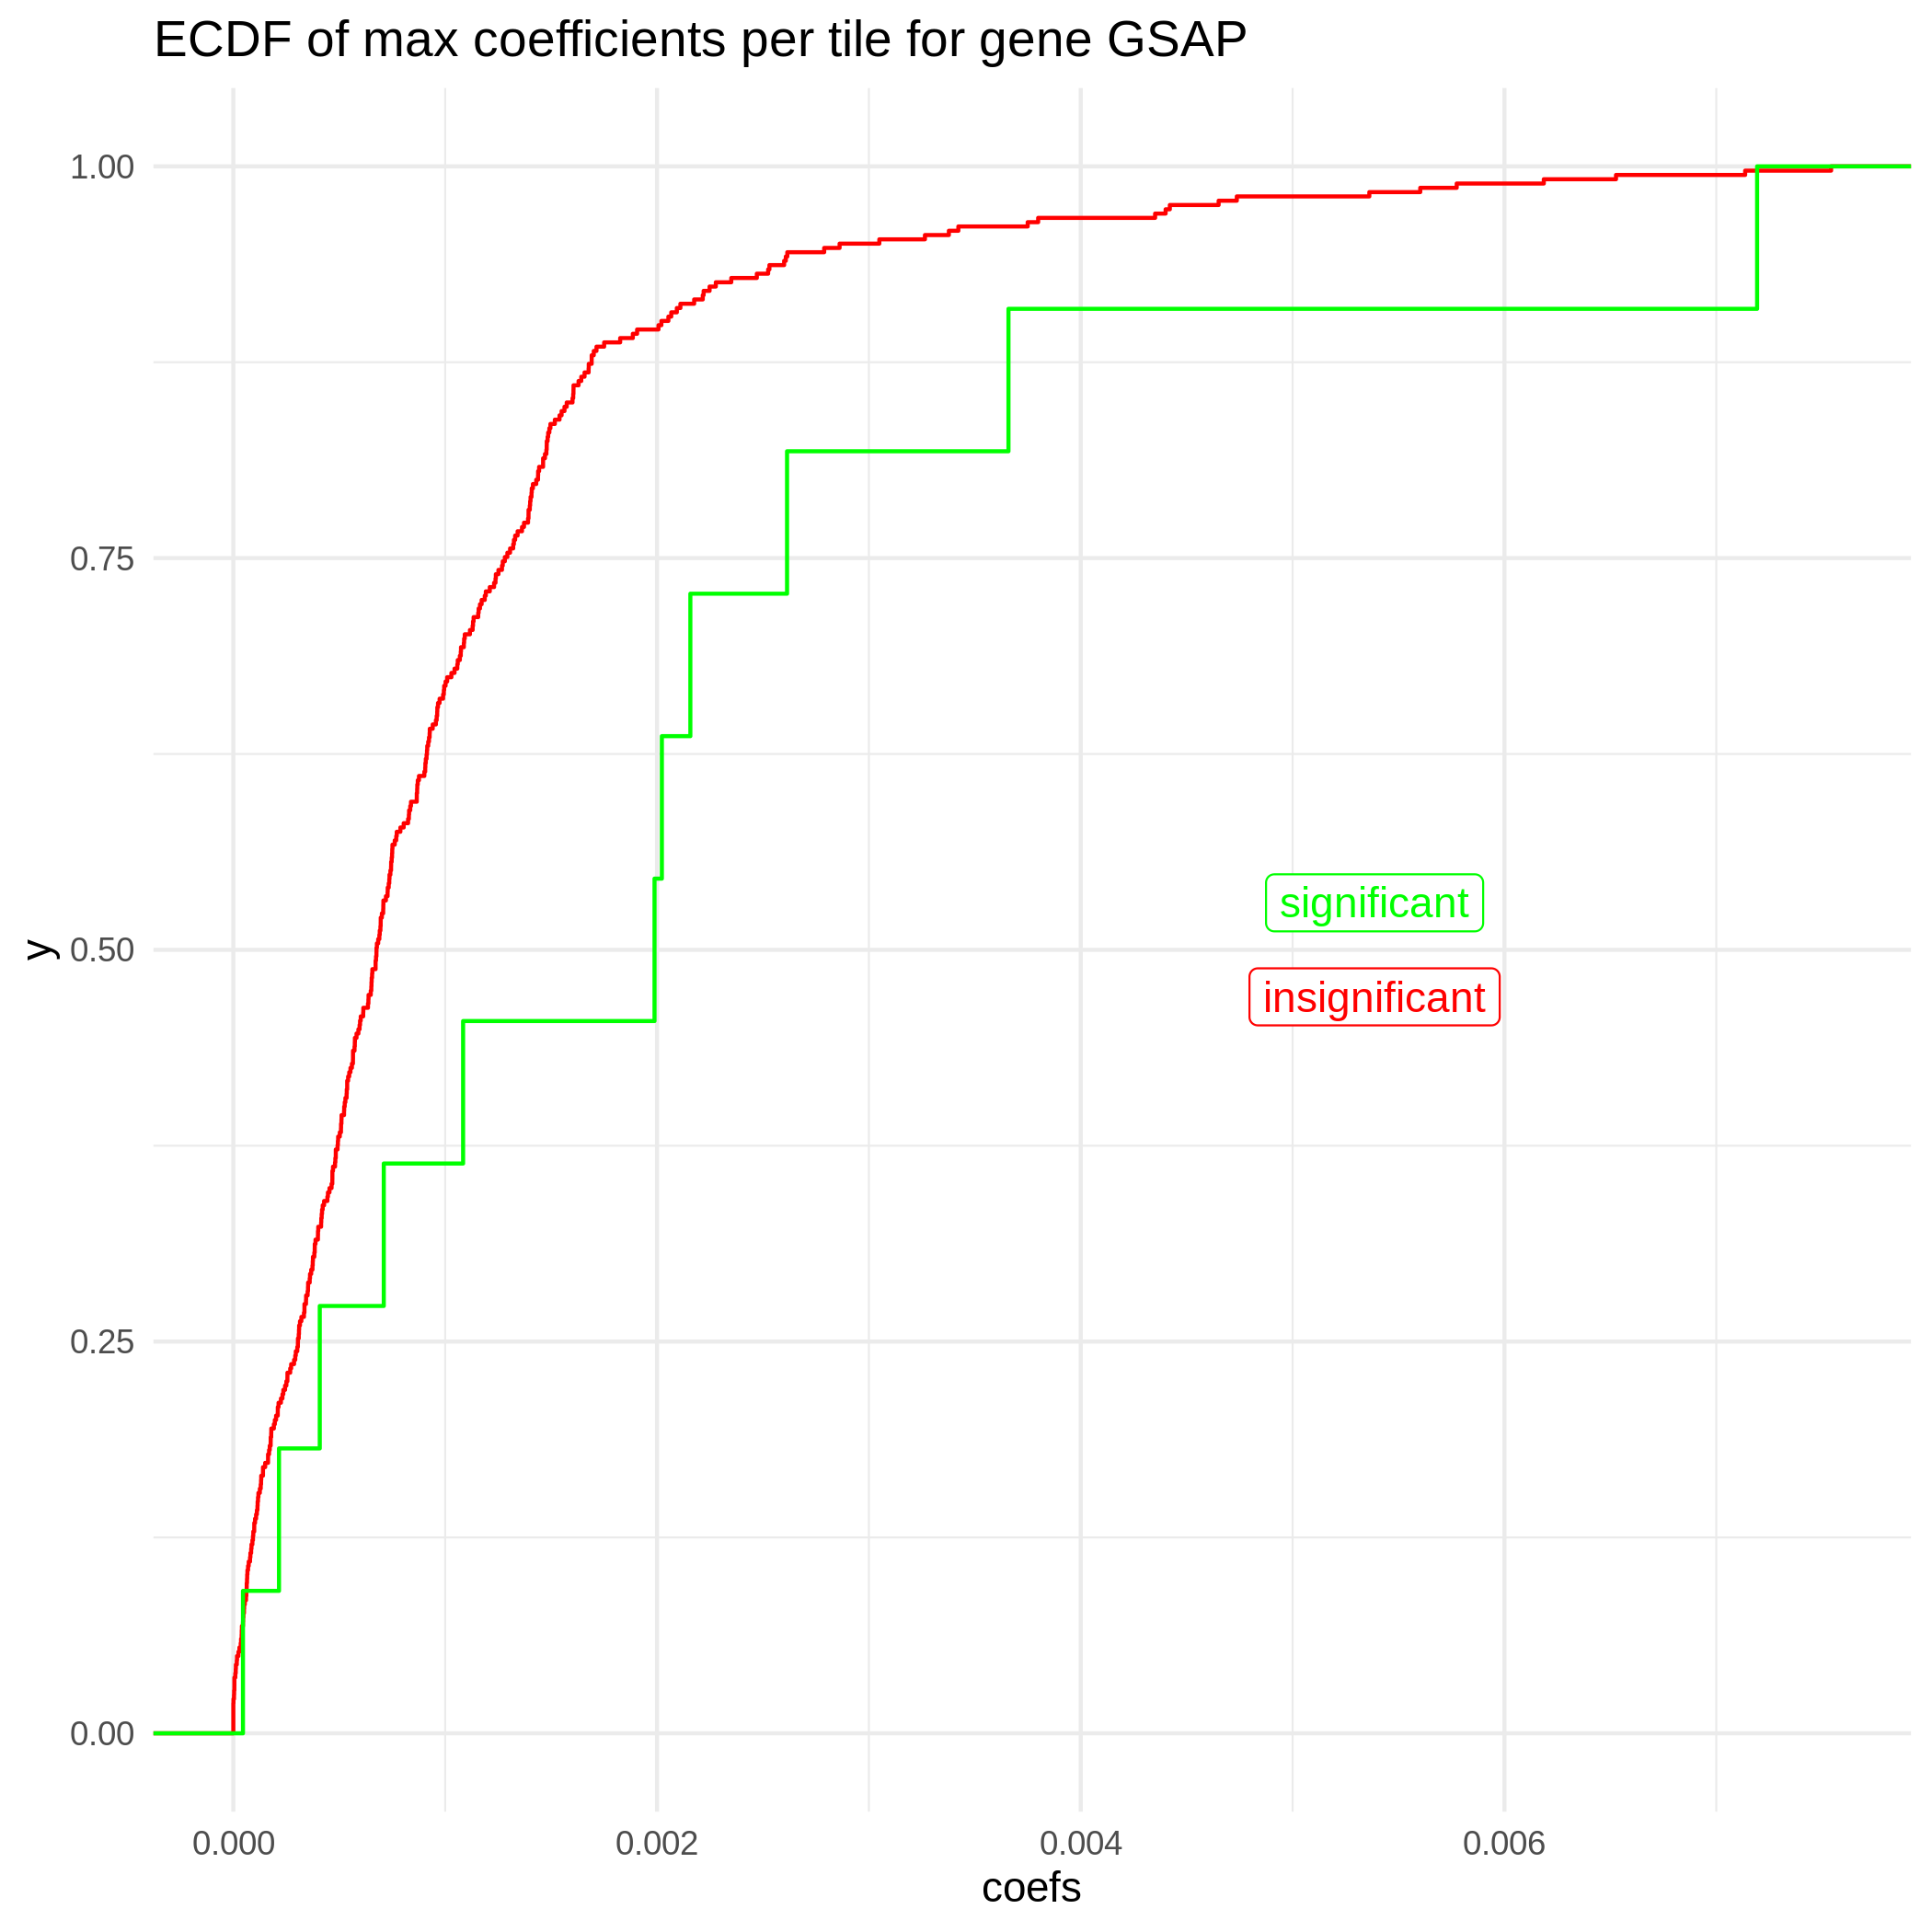 ECDF of max coefficients per tile for gene GSAP
1.00
0.75
0.50
0.25
0.00
y
significant
insignificant
0.000 0.002 0.004 0.006
coefs